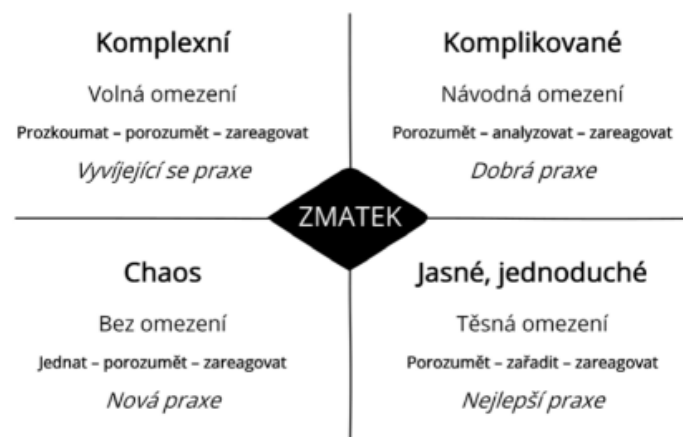 Komplexní
Volná omezení
Prozkoumat – porozumět – zareagovat
Vyvíjející se praxe
Komplikované
Návodná omezení
Porozumět – analyzovat – zareagovat
Dobrá praxe
ZMATEK
Chaos
Bez omezení
Jednat – porozumět – zareagovat
Nová praxe
Jasné, jednoduché
Těsná omezení
Porozumět – zařadit – zareagovat
Nejlepší praxe